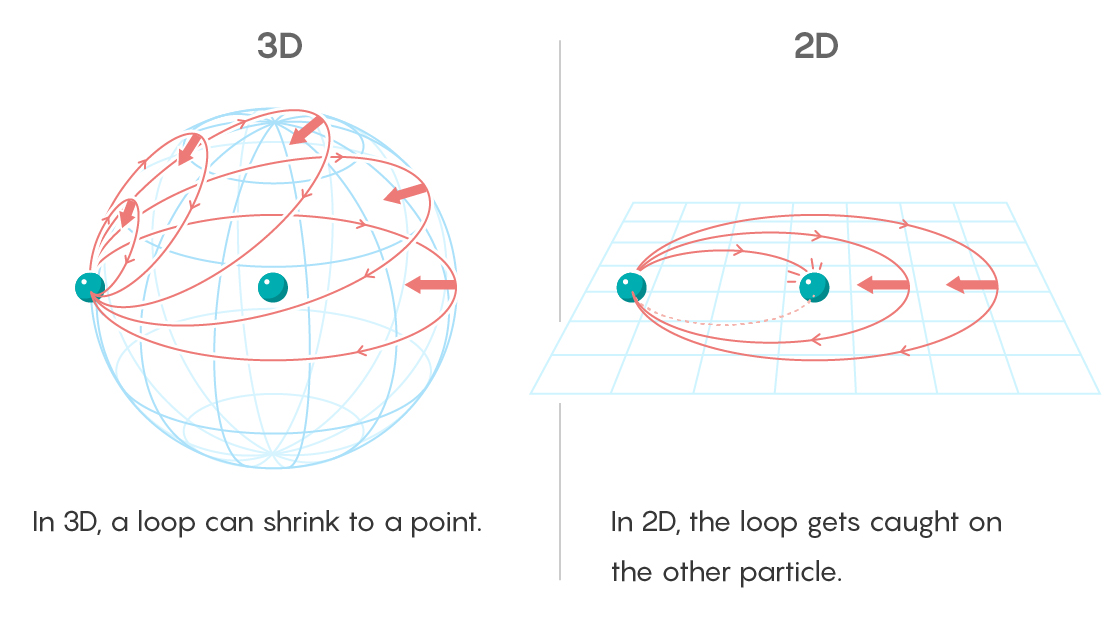 3D
2D
In 3D, a loop can shrink to a point.
In 2D, the loop gets caught on
the other particle.